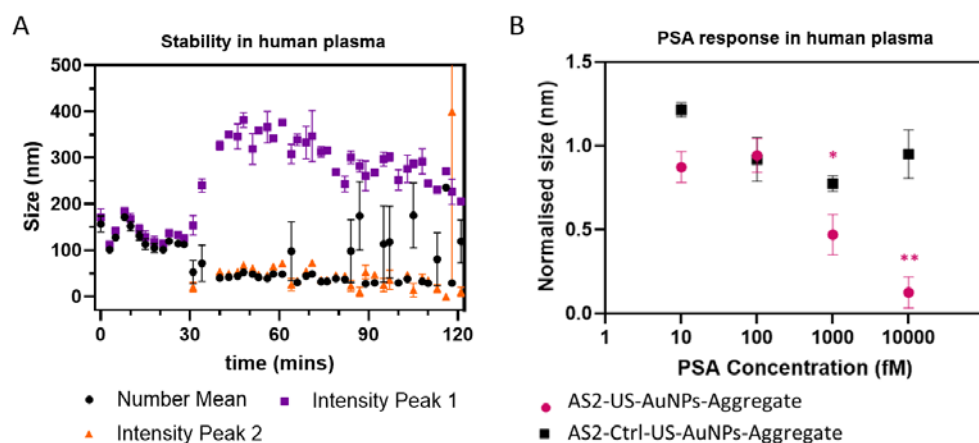 A
Stability in human plasma
Size (nm)
500
400
300
200
100
0
0
30
60
90
120
time (mins)
Number Mean
Intensity Peak 1
Intensity Peak 2
B
PSA response in human plasma
Normalised size (nm)
1.5
1.0
0.5
0.0
*
**
1
10
100
1000
10000
PSA Concentration (fM)
AS2-US-AuNPs-Aggregate
AS2-Ctrl-US-AuNPs-Aggregate